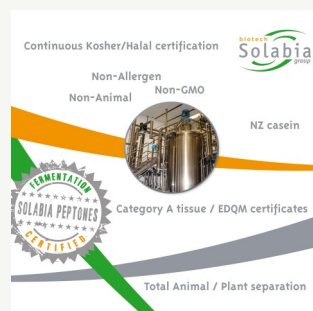 Continuous Kosher/Halal certification
biotech
Solabia
group
Non-Allergen
Non-GMO
Non-Animal
NZ casein
FERMENTATION
SOLABIA PEPTONES
CERTIFIED
Category A tissue / EDQM certificates
Total Animal / Plant separation